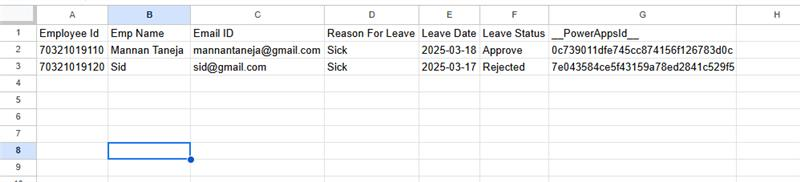 A B C D E F G H
1 Employee Id Emp Name Email ID Reason For Leave Leave Date Leave Status __PowerAppsId__
2 70321019110 Mannan Taneja mannantaneja@gmail.com Sick 2025-03-18 Approve 0c739011dfe745cc874156f126783d0c
3 70321019120 Sid sid@gmail.com Sick 2025-03-17 Rejected 7e043584ce5f43159a78ed2841c529f5
4
5
6
7
8
9